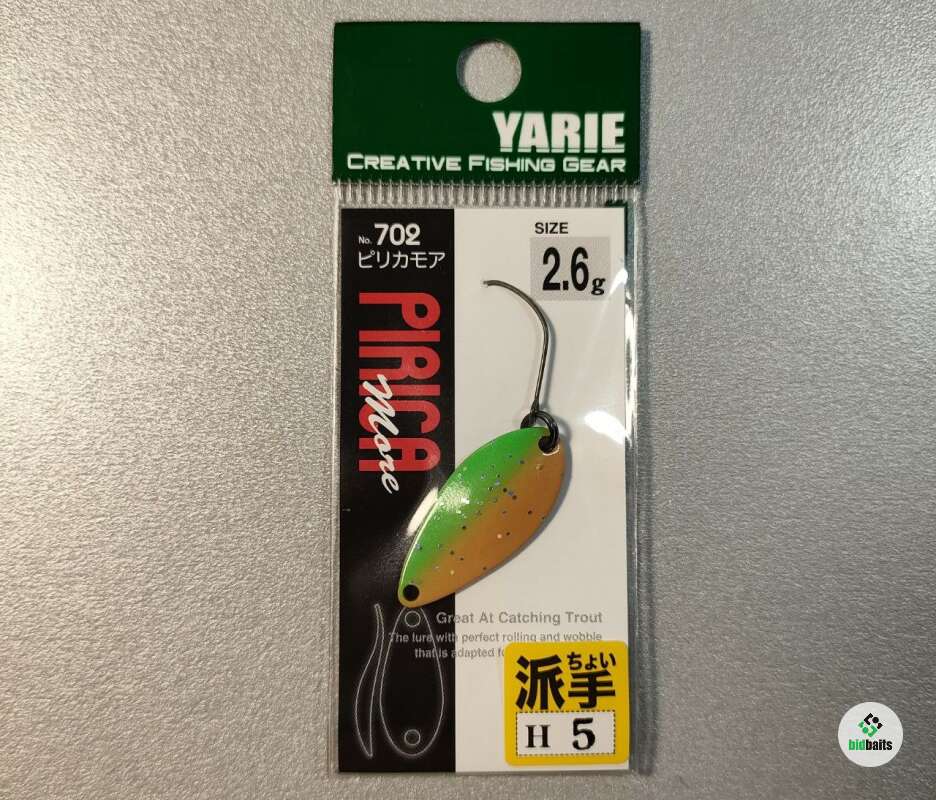 YARIE
CREATIVE FISHING GEAR
No. 702
ピリカモア
SIZE
2.6g
PIRICA
More
Great At Catching Trout
The lure with perfect rolling and wobble
that is adapted
ちょい
派手
H 5
bidbaits